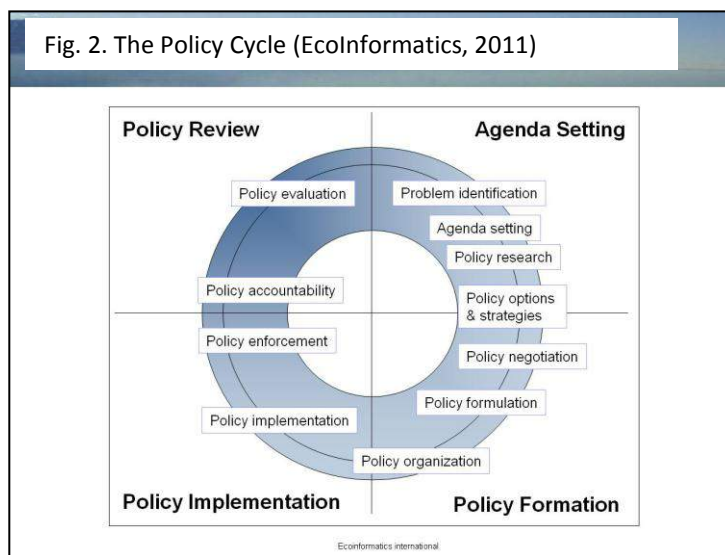 Fig. 2. The Policy Cycle (EcoInformatics, 2011)
Policy Review
Agenda Setting
Policy evaluation
Problem identification
Agenda setting
Policy research
Policy accountability
Policy options
& strategies
Policy enforcement
Policy negotiation
Policy formulation
Policy implementation
Policy organization
Policy Implementation
Policy Formation
Ecoinformatics international